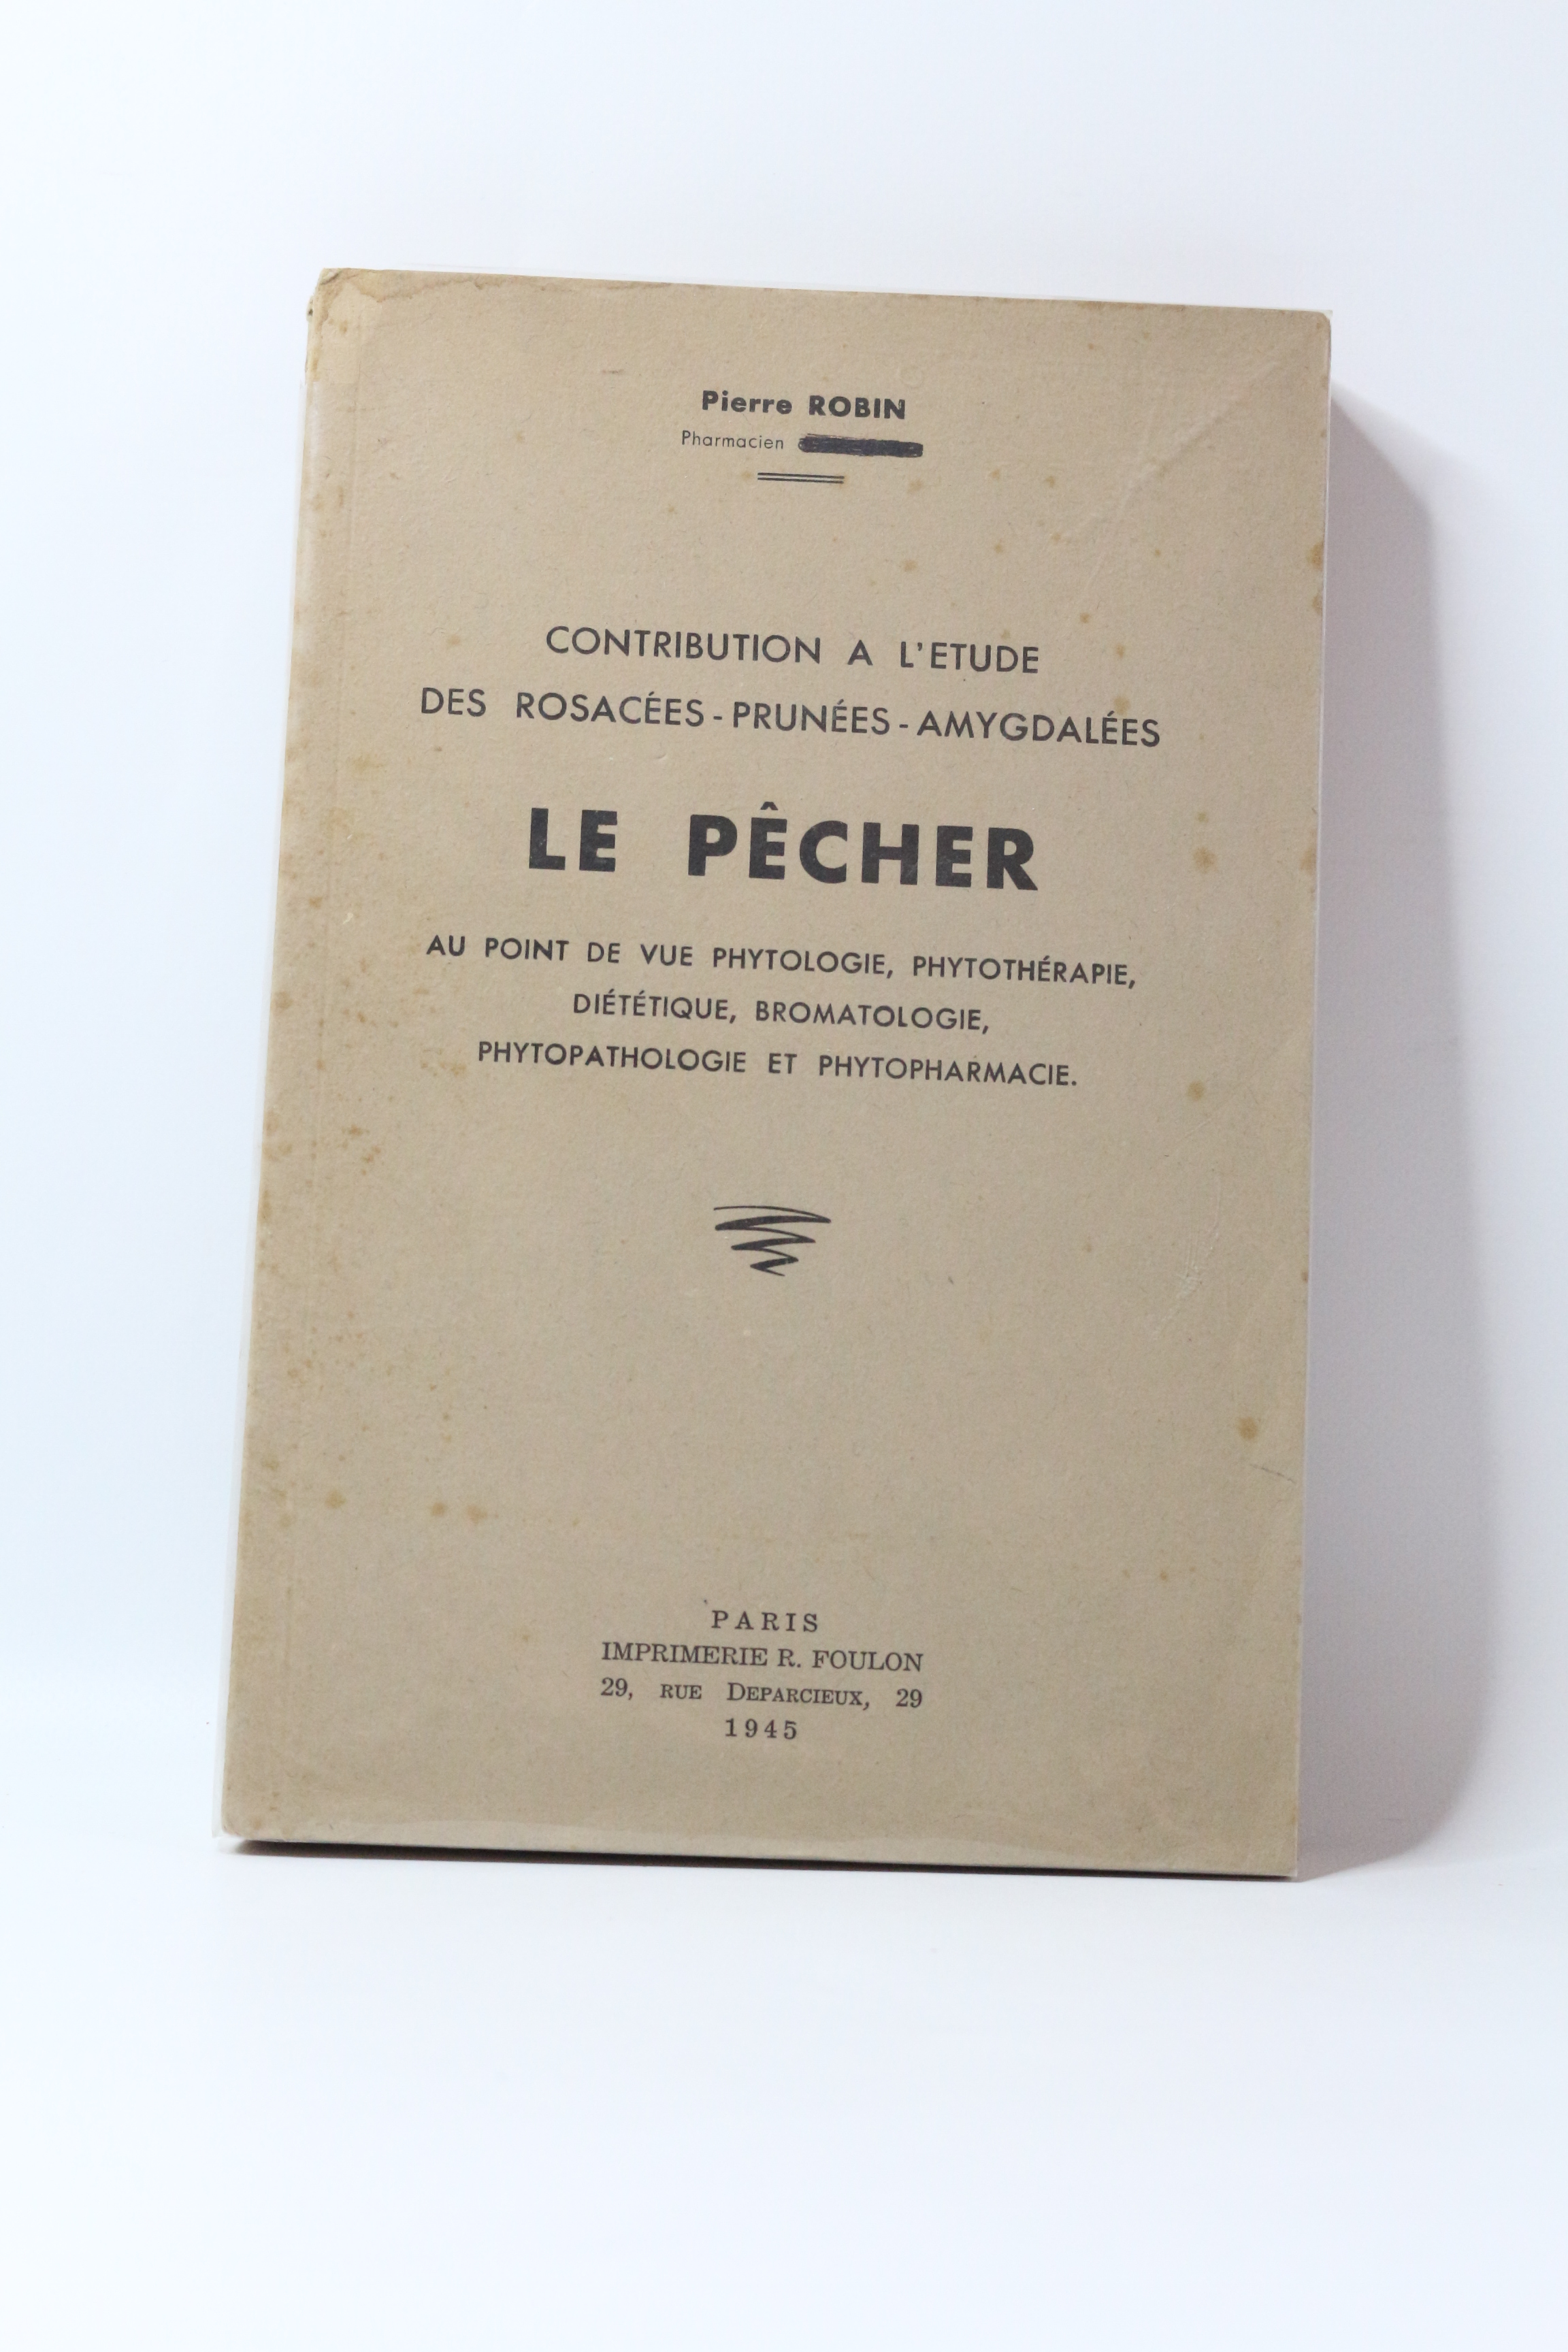 Pierre ROBIN
Pharmacien
CONTRIBUTION A L'ETUDE
DES ROSACÉES - PRUNÉES - AMYGDALÉES
LE PÊCHER
AU POINT DE VUE PHYTOLOGIE, PHYTOTHÉRAPIE,
DIÉTÉTIQUE, BROMATOLOGIE,
PHYTOPATHOLOGIE ET PHYTOPHARMACIE.
PARIS
IMPRIMERIE R. FOULON
29, RUE DEPARCIEUX, 29
1945